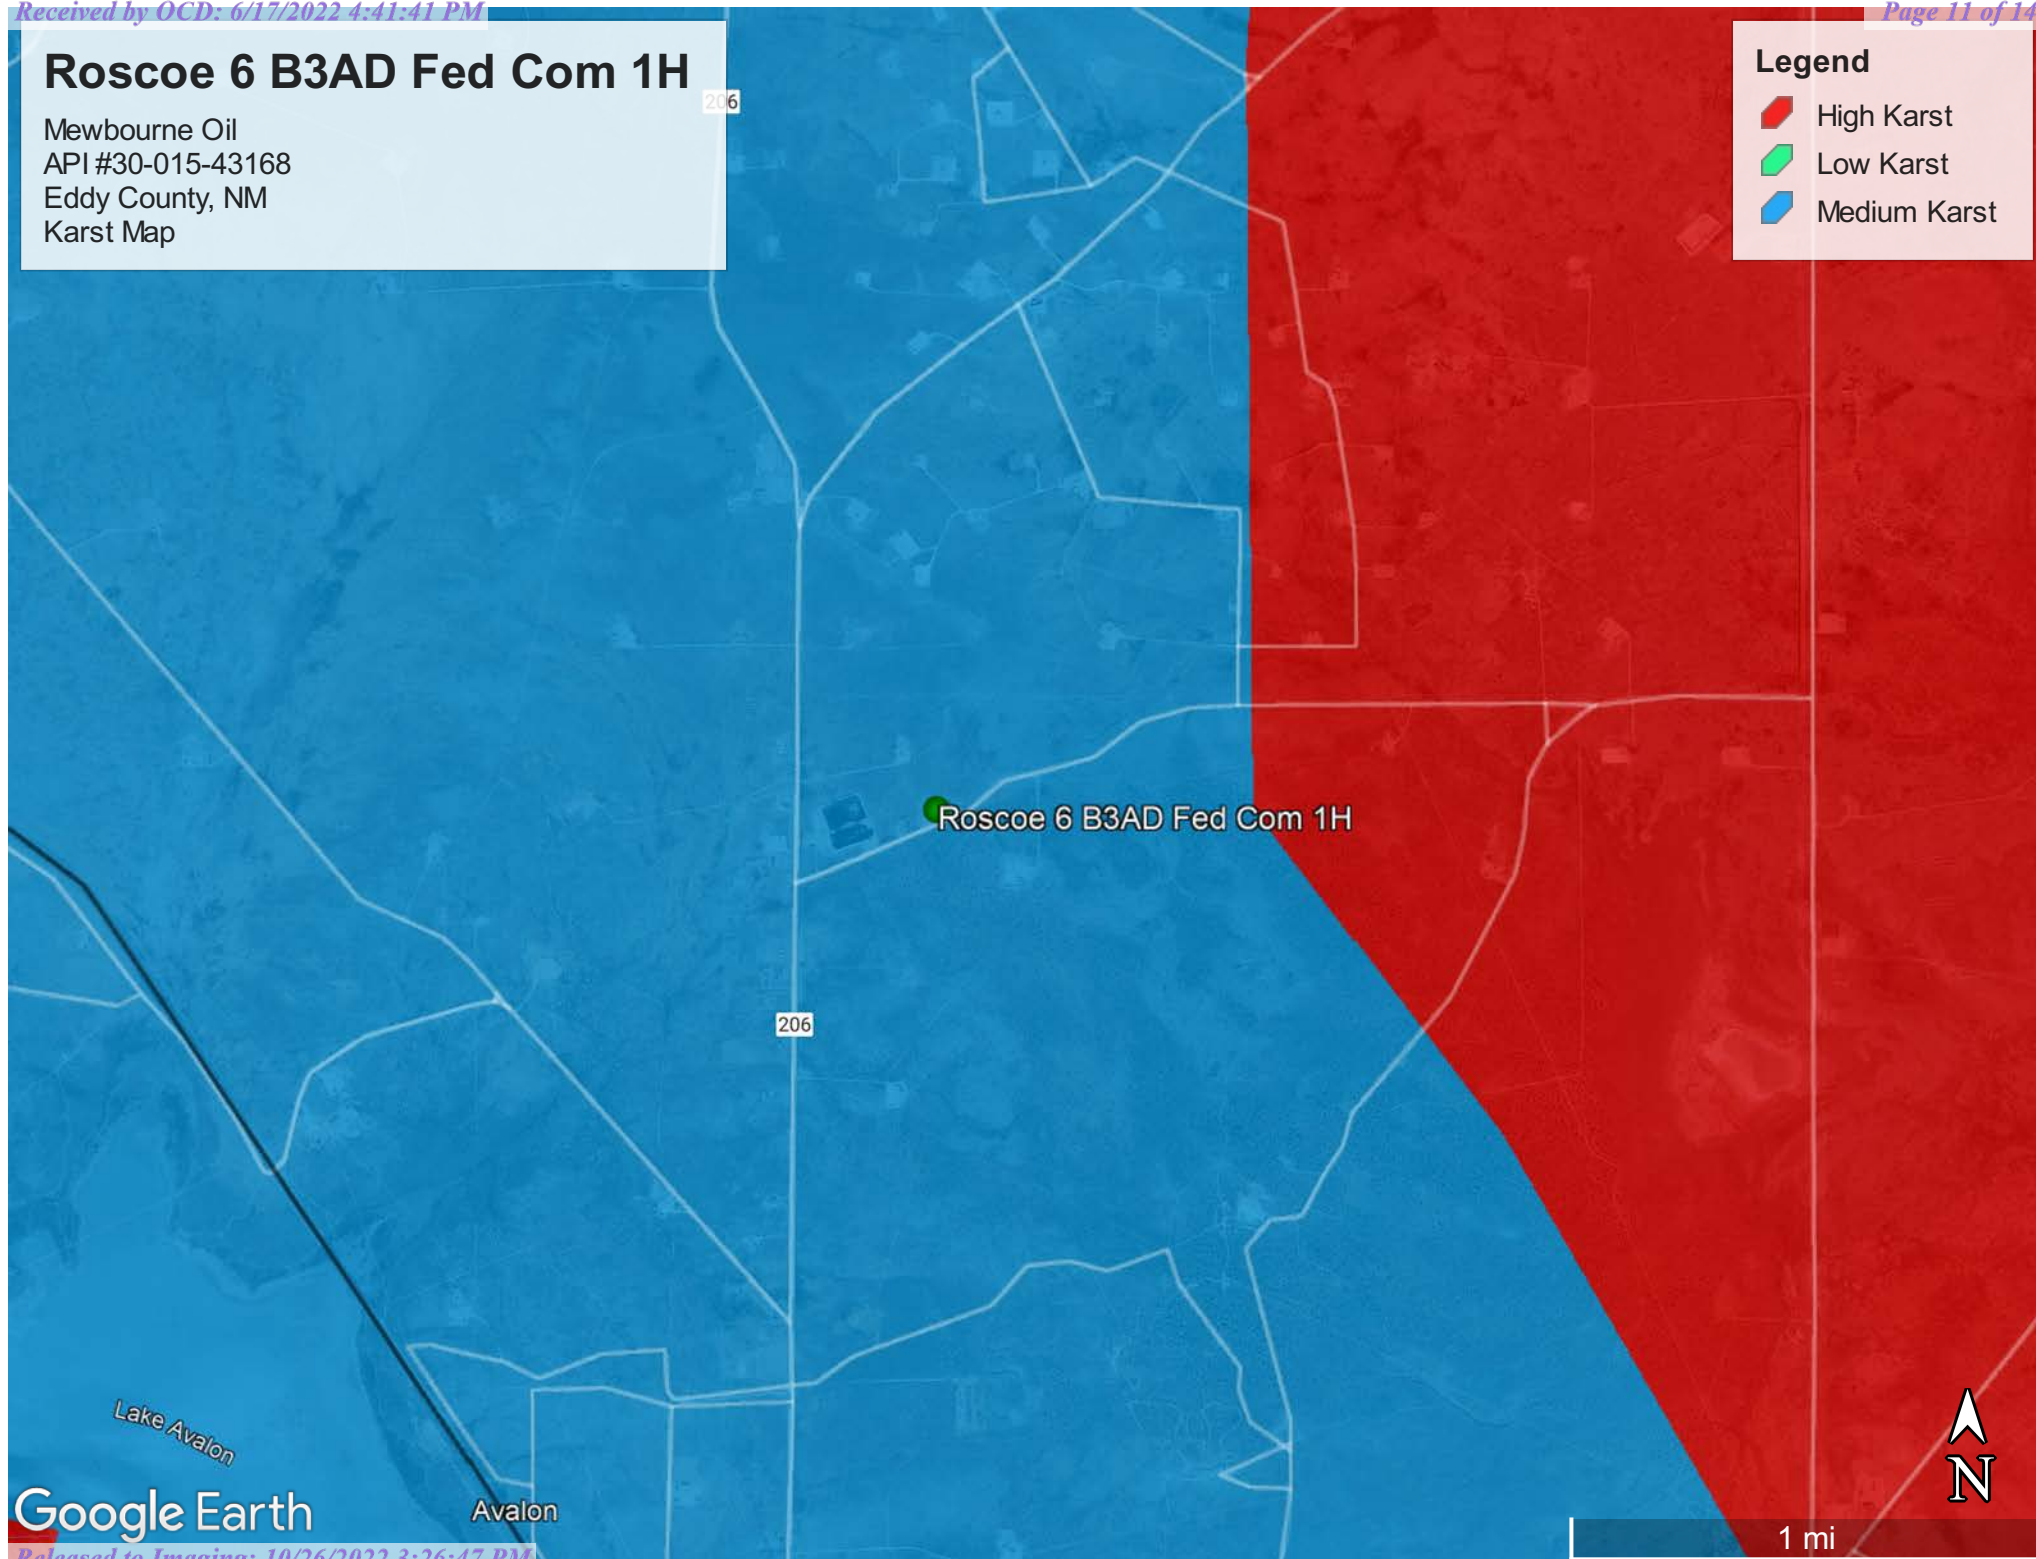 Received by OCD: 6/17/2022 4:41:41 PM
Page 11 of 14
Roscoe 6 B3AD Fed Com 1H
Mewbourne Oil
API #30-015-43168
Eddy County, NM
Karst Map
206
Legend
High Karst
Low Karst
Medium Karst
Roscoe 6 B3AD Fed Com 1H
206
Lake Avalon
Avalon
Google Earth
N
1 mi
Released to Imaging: 10/26/2022 3:26:47 PM